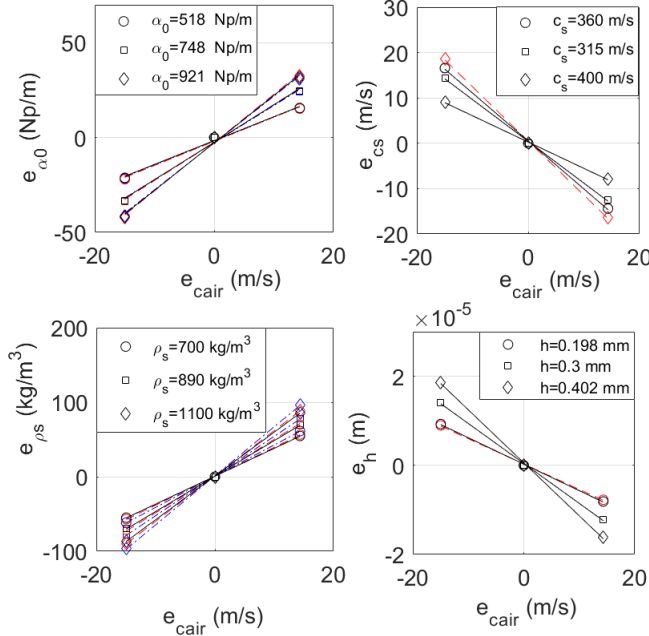 50
0
-50
-20
0
20
e_α0 (Np/m)
e_cair (m/s)
α_0=518 Np/m
α_0=748 Np/m
α_0=921 Np/m
30
20
10
0
-10
-20
-20
0
20
e_cs (m/s)
e_cair (m/s)
c_s=360 m/s
c_s=315 m/s
c_s=400 m/s
200
100
0
-100
-20
0
20
e_ρs (kg/m^3)
e_cair (m/s)
ρ_s=700 kg/m^3
ρ_s=890 kg/m^3
ρ_s=1100 kg/m^3
×10^-5
2
0
-2
-20
0
20
e_h (m)
e_cair (m/s)
h=0.198 mm
h=0.3 mm
h=0.402 mm